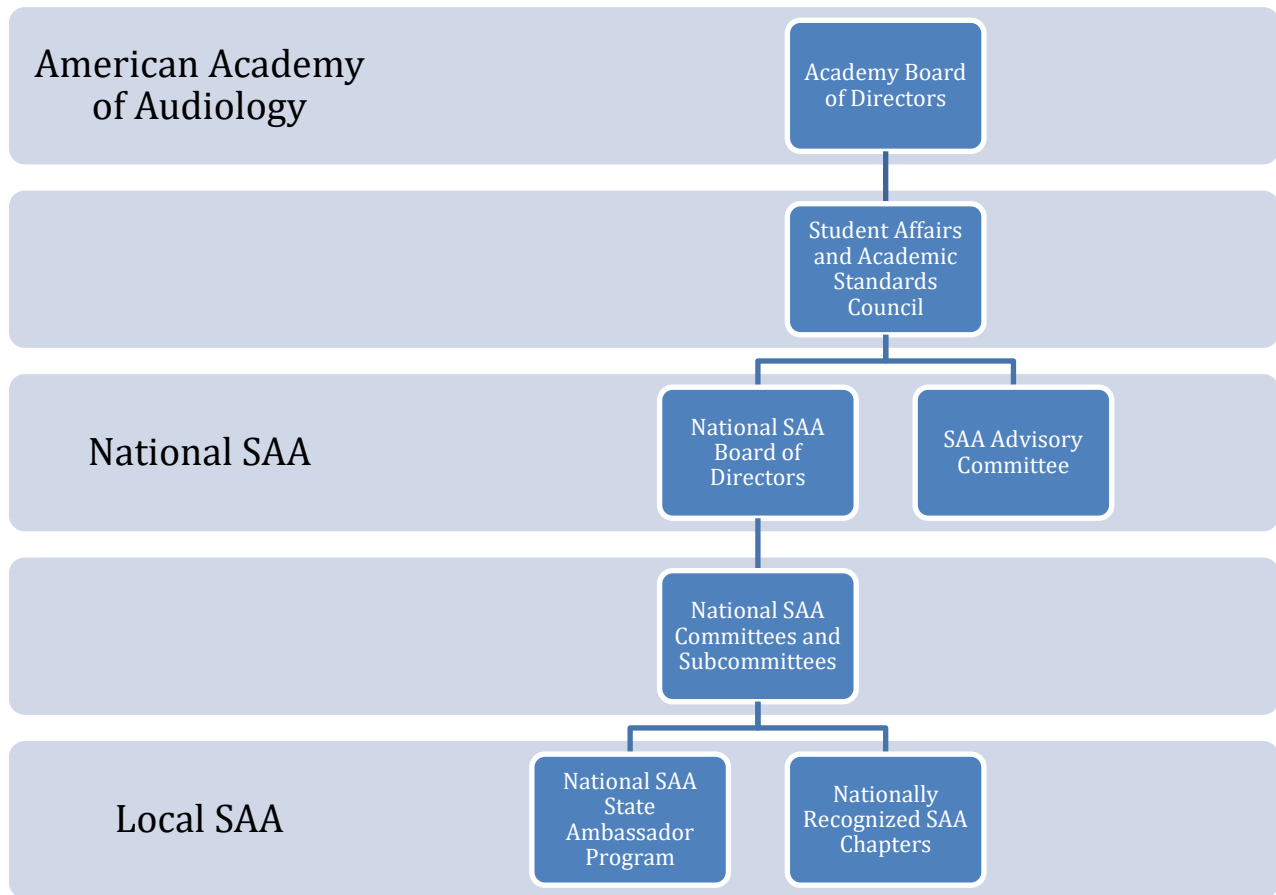 American Academy
of Audiology
Academy Board
of Directors
Student Affairs
and Academic
Standards
Council
National SAA
National SAA
Board of
Directors
SAA Advisory
Committee
National SAA
Committees and
Subcommittees
Local SAA
National SAA
State
Ambassador
Program
Nationally
Recognized SAA
Chapters